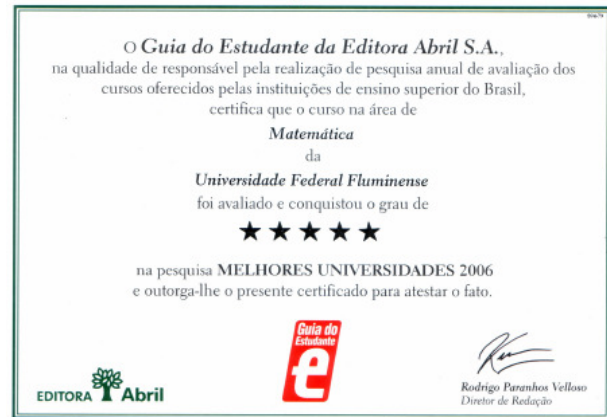 O Guia do Estudante da Editora Abril S.A.,
na qualidade de responsável pela realização de pesquisa anual de avaliação dos
cursos oferecidos pelas instituições de ensino superior do Brasil,
certifica que o curso na área de
Matemática
da
Universidade Federal Fluminense
foi avaliado e conquistou o grau de
★★★★★
na pesquisa MELHORES UNIVERSIDADES 2006
e outorga-lhe o presente certificado para atestar o fato.
Guia do
Estudante
e
EDITORA Abril
Rodrigo Paranhos Velloso
Diretor de Redação